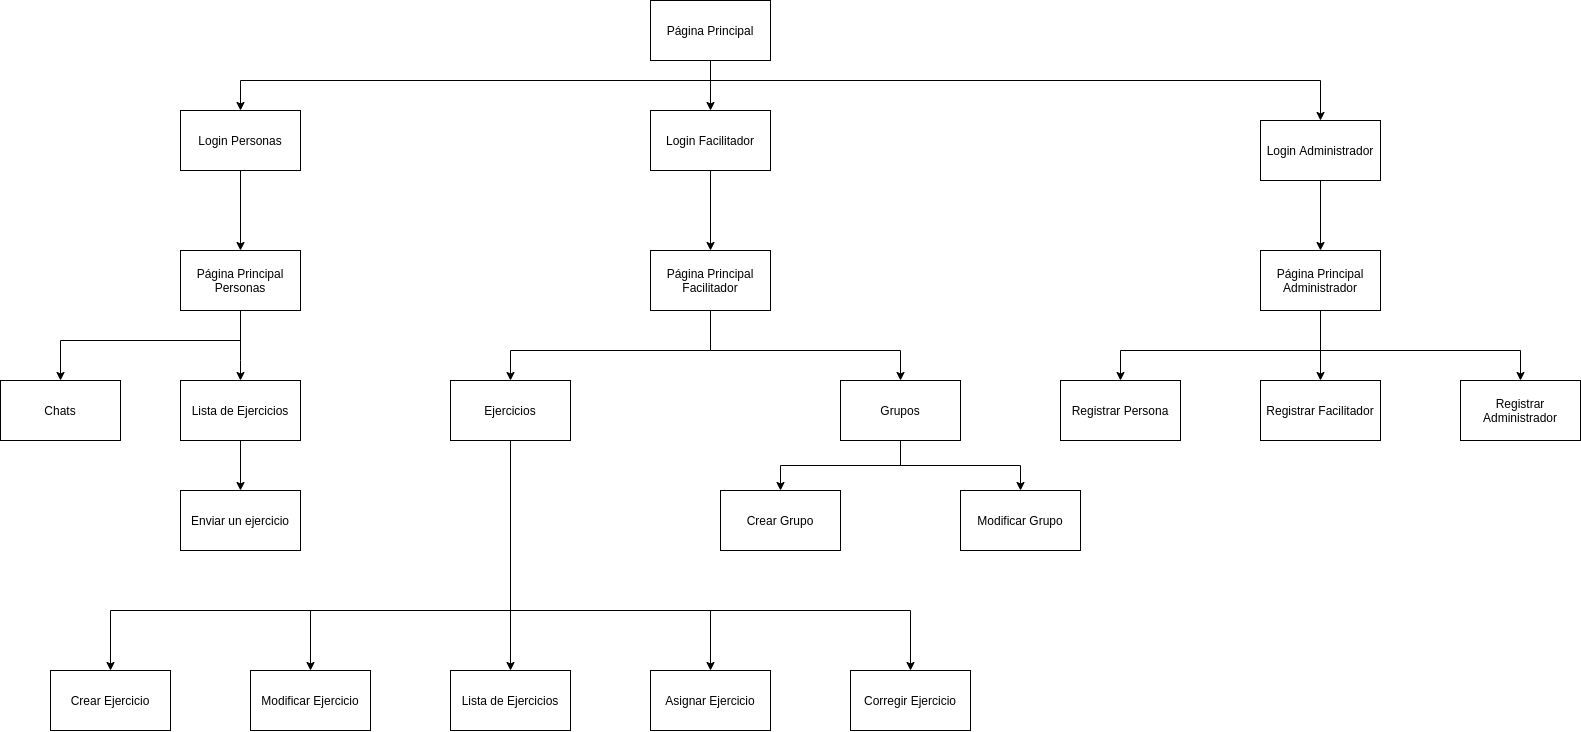 Página Principal
Login Personas
Login Facilitador
Login Administrador
Página Principal
Personas
Página Principal
Facilitador
Página Principal
Administrador
Chats
Lista de Ejercicios
Ejercicios
Grupos
Registrar Persona
Registrar Facilitador
Registrar
Administrador
Enviar un ejercicio
Crear Grupo
Modificar Grupo
Crear Ejercicio
Modificar Ejercicio
Lista de Ejercicios
Asignar Ejercicio
Corregir Ejercicio